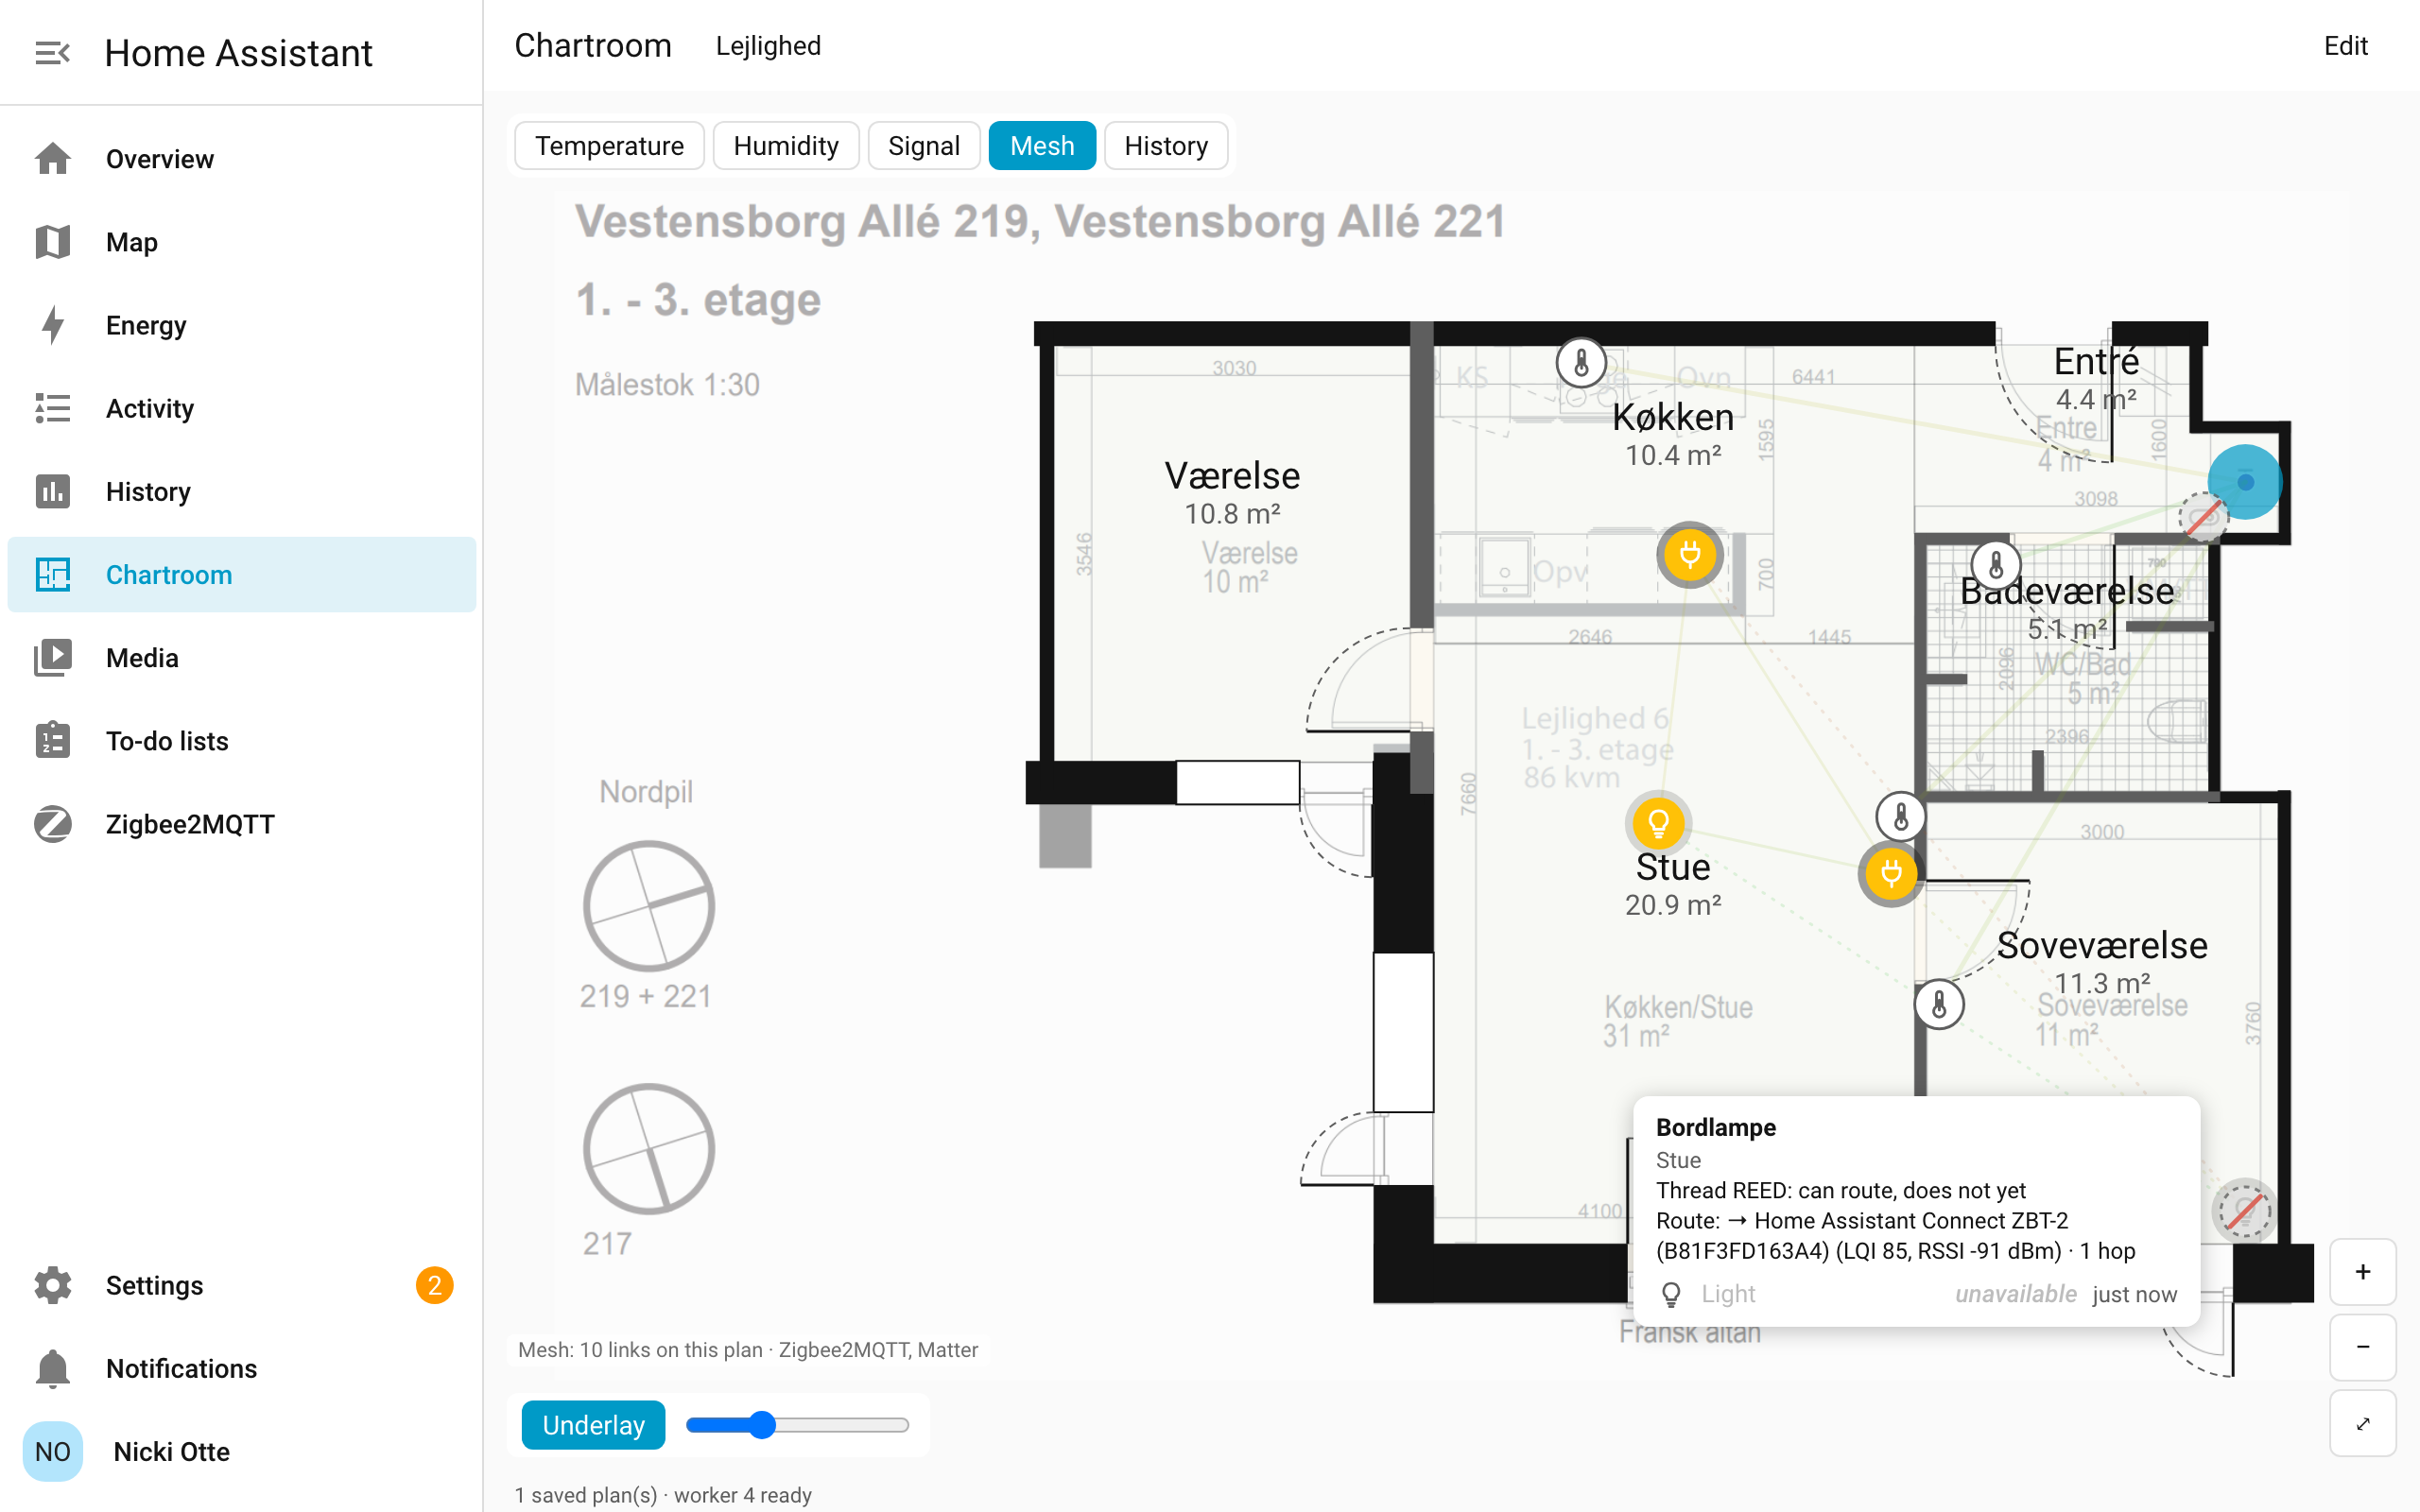 Home Assistant
Overview
Map
Energy
Activity
History
Chartroom
Media
To-do lists
Zigbee2MQTT
Settings
2
Notifications
NO
Nicki Otte
Chartroom
Lejlighed
Edit
Temperature
Humidity
Signal
Mesh
History
Vestensborg Allé 219, Vestensborg Allé 221
1. - 3. etage
Målestok 1:30
Nordpil
219 + 221
217
3030
Værelse
10.8 m²
Værelse
10 m²
3546
KS
Ovn
6441
Køkken
10.4 m²
1595
Opv
700
2646
1445
Entré
4.4 m²
Entre
4 m²
1600
3098
700
Badeværelse
5.1 m²
WC/Bad
5 m²
2096
2396
Lejlighed 6
1. - 3. etage
86 kvm
7660
Stue
20.9 m²
Køkken/Stue
31 m²
4100
3000
Soveværelse
11.3 m²
Soveværelse
11 m²
3760
Bordlampe
Stue
Thread REED: can route, does not yet
Route: → Home Assistant Connect ZBT-2
(B81F3FD163A4) (LQI 85, RSSI -91 dBm) · 1 hop
Light
unavailable just now
Fransk altan
+
−
Mesh: 10 links on this plan · Zigbee2MQTT, Matter
Underlay
1 saved plan(s) · worker 4 ready